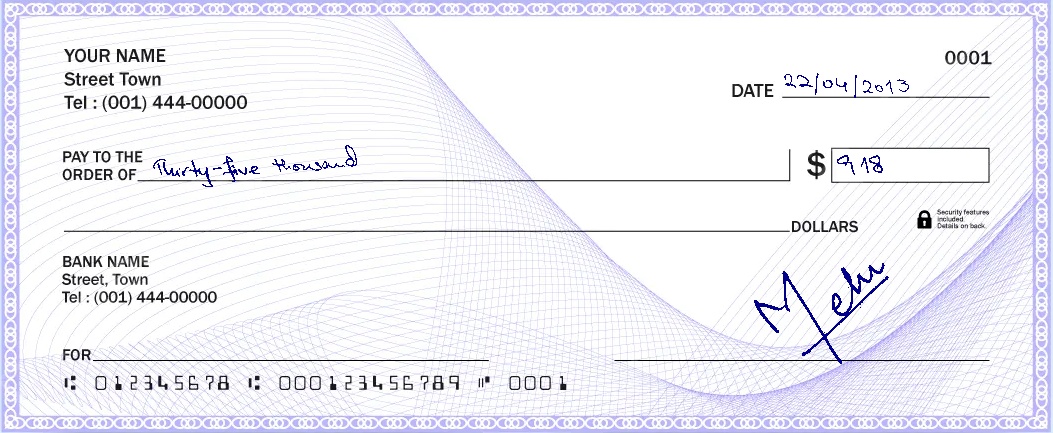 YOUR NAME
0001
Street Town
DATE 22/04/2013
Tel : (001) 444-00000
PAY TO THE
ORDER OF Thirty-five thousand $ 918
DOLLARS
Security features
included.
Details on back.
BANK NAME
Street, Town
Tel : (001) 444-00000
FOR
⑆ 012345678 ⑆ 000123456789 ⑈ 0001